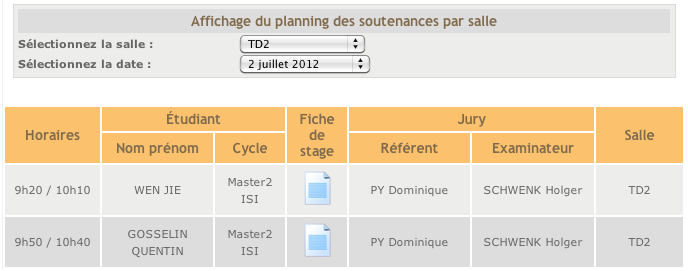 Affichage du planning des soutenances par salle
Sélectionnez la salle : TD2
Sélectionnez la date : 2 juillet 2012
Horaires Étudiant Fiche de stage Jury Salle
Nom prénom Cycle Référent Examinateur
9h20 / 10h10 WEN JIE Master2 ISI PY Dominique SCHWENK Holger TD2
9h50 / 10h40 GOSSELIN QUENTIN Master2 ISI PY Dominique SCHWENK Holger TD2